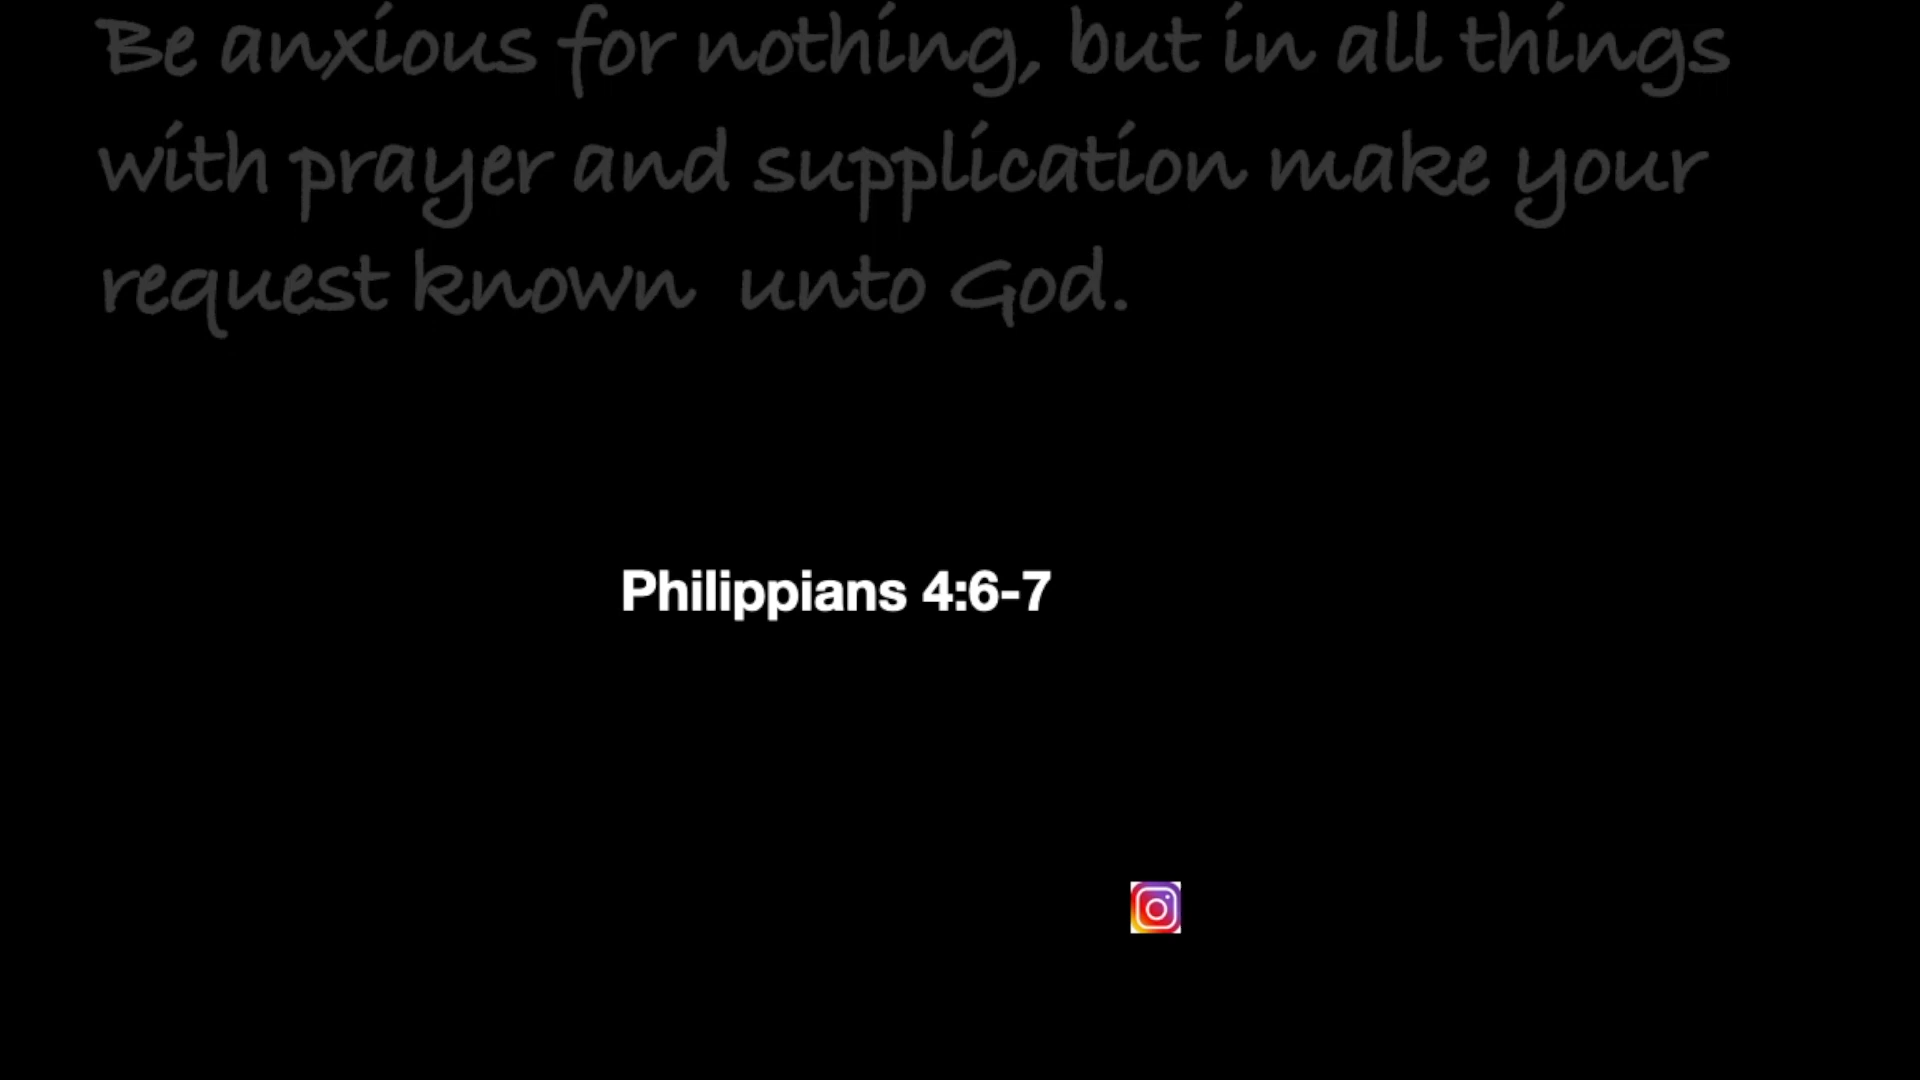 Be anxious for nothing, but in all things
with prayer and supplication make your
request known unto God.
Philippians 4:6-7